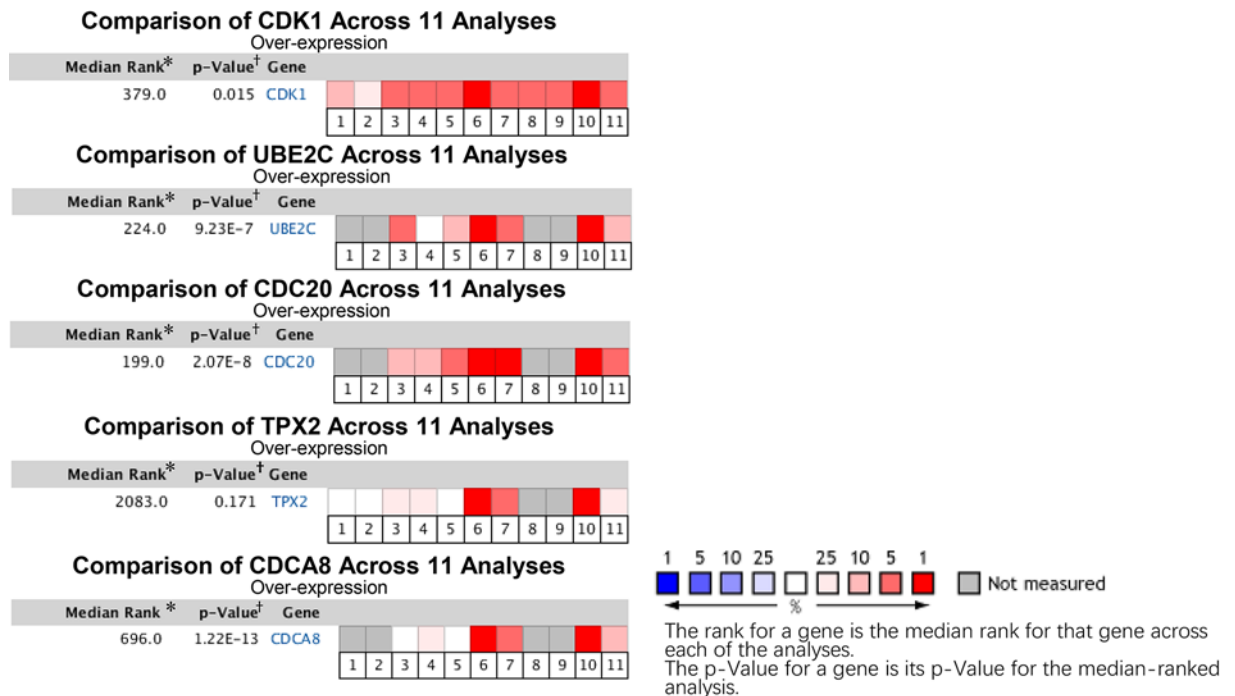 Comparison of CDK1 Across 11 Analyses
Over-expression
Median Rank* p-Value† Gene
379.0 0.015 CDK1
1 2 3 4 5 6 7 8 9 10 11
Comparison of UBE2C Across 11 Analyses
Over-expression
Median Rank* p-Value† Gene
224.0 9.23E-7 UBE2C
1 2 3 4 5 6 7 8 9 10 11
Comparison of CDC20 Across 11 Analyses
Over-expression
Median Rank* p-Value† Gene
199.0 2.07E-8 CDC20
1 2 3 4 5 6 7 8 9 10 11
Comparison of TPX2 Across 11 Analyses
Over-expression
Median Rank* p-Value† Gene
2083.0 0.171 TPX2
1 2 3 4 5 6 7 8 9 10 11
Comparison of CDCA8 Across 11 Analyses
Over-expression
Median Rank * p-Value† Gene
696.0 1.22E-13 CDCA8
1 2 3 4 5 6 7 8 9 10 11
1 5 10 25 25 10 5 1
Not measured
%
The rank for a gene is the median rank for that gene across
each of the analyses.
The p-Value for a gene is its p-Value for the median-ranked
analysis.